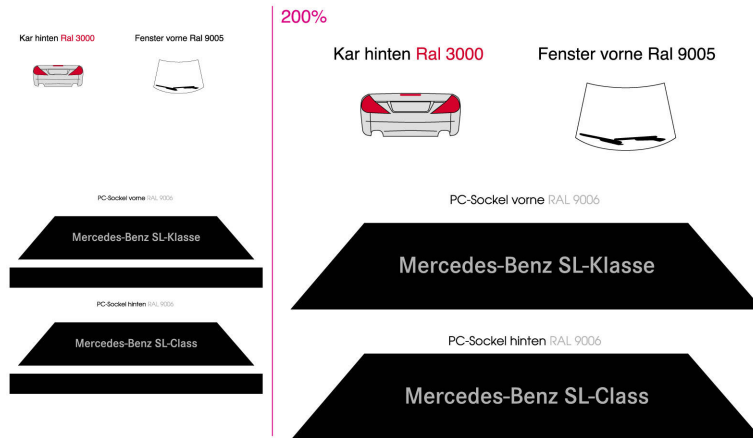 Kar hinten Ral 3000
Fenster vorne Ral 9005
PC-Sockel vorne RAL 9006
Mercedes-Benz SL-Klasse
PC-Sockel hinten RAL 9006
Mercedes-Benz SL-Class
200%
Kar hinten Ral 3000
Fenster vorne Ral 9005
PC-Sockel vorne RAL 9006
Mercedes-Benz SL-Klasse
PC-Sockel hinten RAL 9006
Mercedes-Benz SL-Class